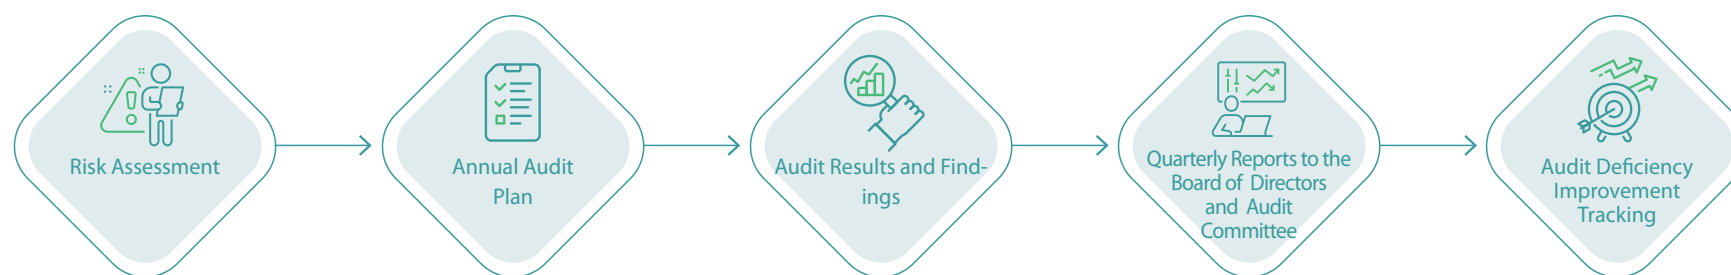 Risk Assessment
Annual Audit
Plan
Audit Results and Find-
ings
Quarterly Reports to the
Board of Directors
and Audit
Committee
Audit Deficiency
Improvement
Tracking